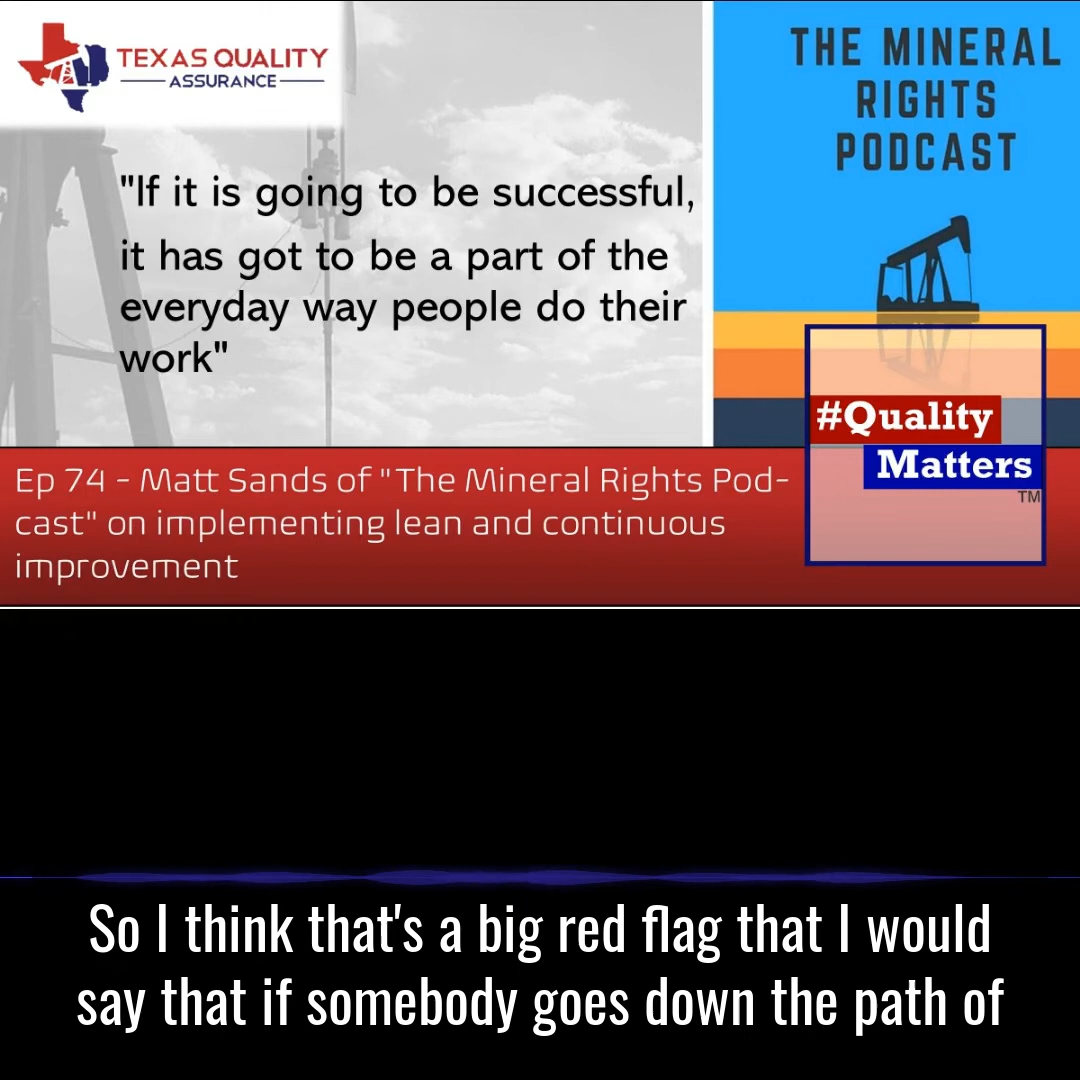 TEXAS QUALITY
ASSURANCE
THE MINERAL
RIGHTS
PODCAST
"If it is going to be successful,
it has got to be a part of the
everyday way people do their
work"
#Quality
Matters
TM
Ep 74 - Matt Sands of "The Mineral Rights Pod-
cast" on implementing lean and continuous
improvement
So I think that's a big red flag that I would
say that if somebody goes down the path of